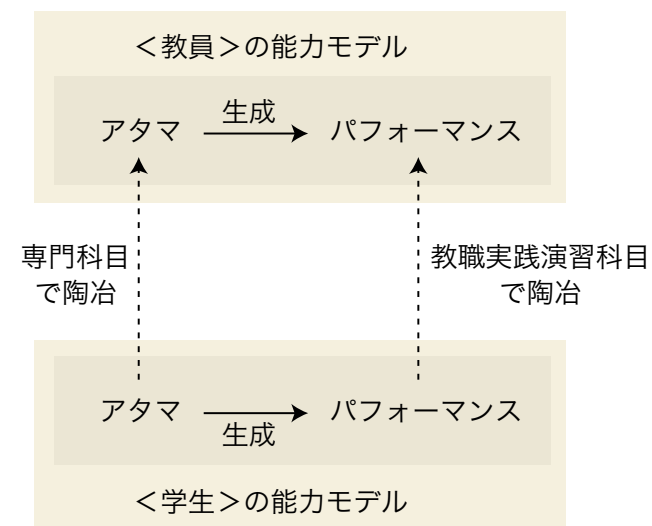 ＜教員＞の能力モデル
生成
アタマ
パフォーマンス
専門科目
で陶冶
教職実践演習科目
で陶冶
アタマ
パフォーマンス
生成
＜学生＞の能力モデル